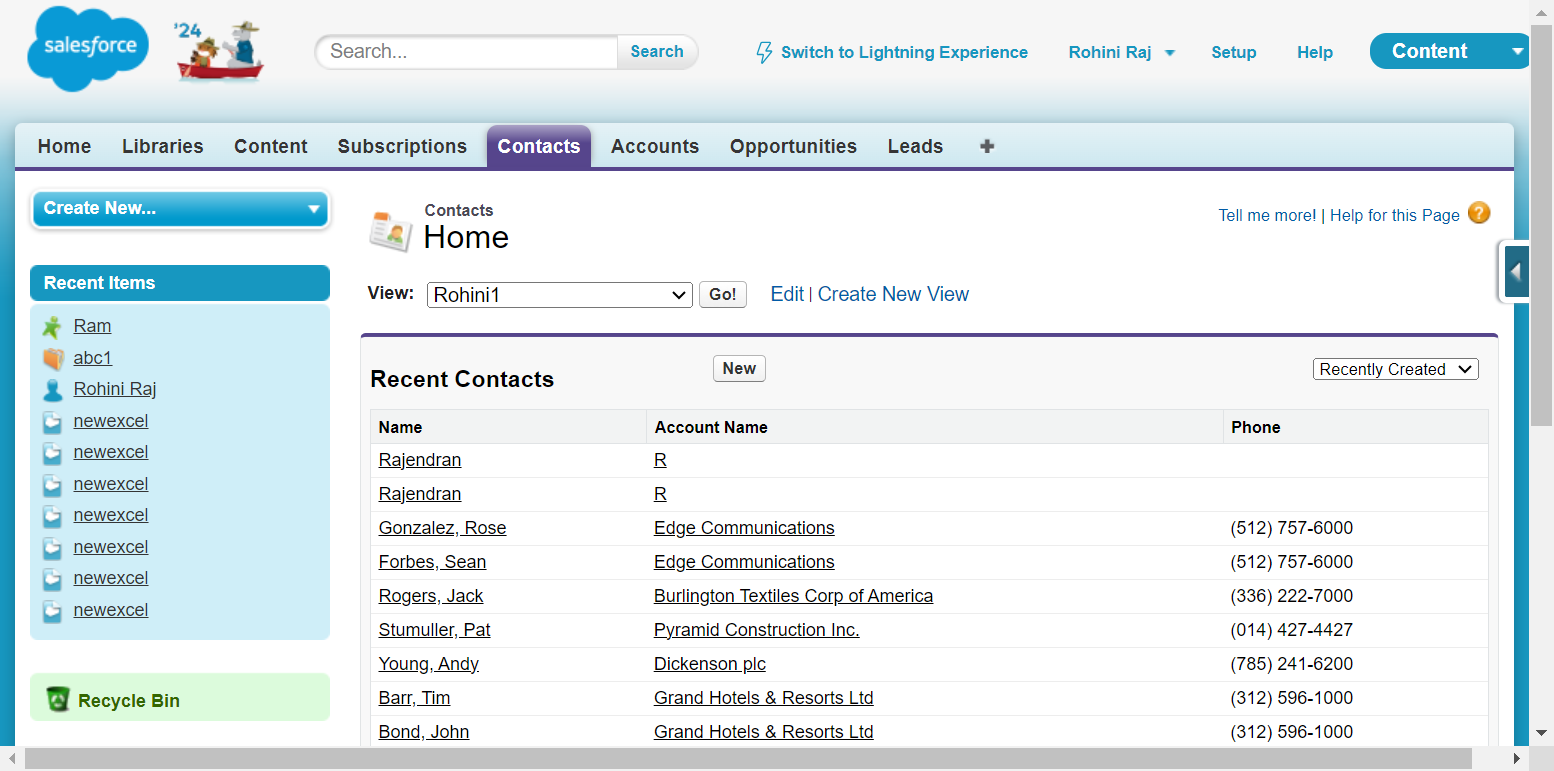 salesforce
'24
Search...
Search
Switch to Lightning Experience
Rohini Raj
Setup
Help
Content
Home Libraries Content Subscriptions Contacts Accounts Opportunities Leads
Create New...
Recent Items
Ram
abc1
Rohini Raj
newexcel
newexcel
newexcel
newexcel
newexcel
newexcel
newexcel
Recycle Bin
Contacts
Home
Tell me more! | Help for this Page ?
View: Rohini1 Go! Edit | Create New View
Recent Contacts New Recently Created
Name Account Name Phone
Rajendran R
Rajendran R
Gonzalez, Rose Edge Communications (512) 757-6000
Forbes, Sean Edge Communications (512) 757-6000
Rogers, Jack Burlington Textiles Corp of America (336) 222-7000
Stumuller, Pat Pyramid Construction Inc. (014) 427-4427
Young, Andy Dickenson plc (785) 241-6200
Barr, Tim Grand Hotels & Resorts Ltd (312) 596-1000
Bond, John Grand Hotels & Resorts Ltd (312) 596-1000